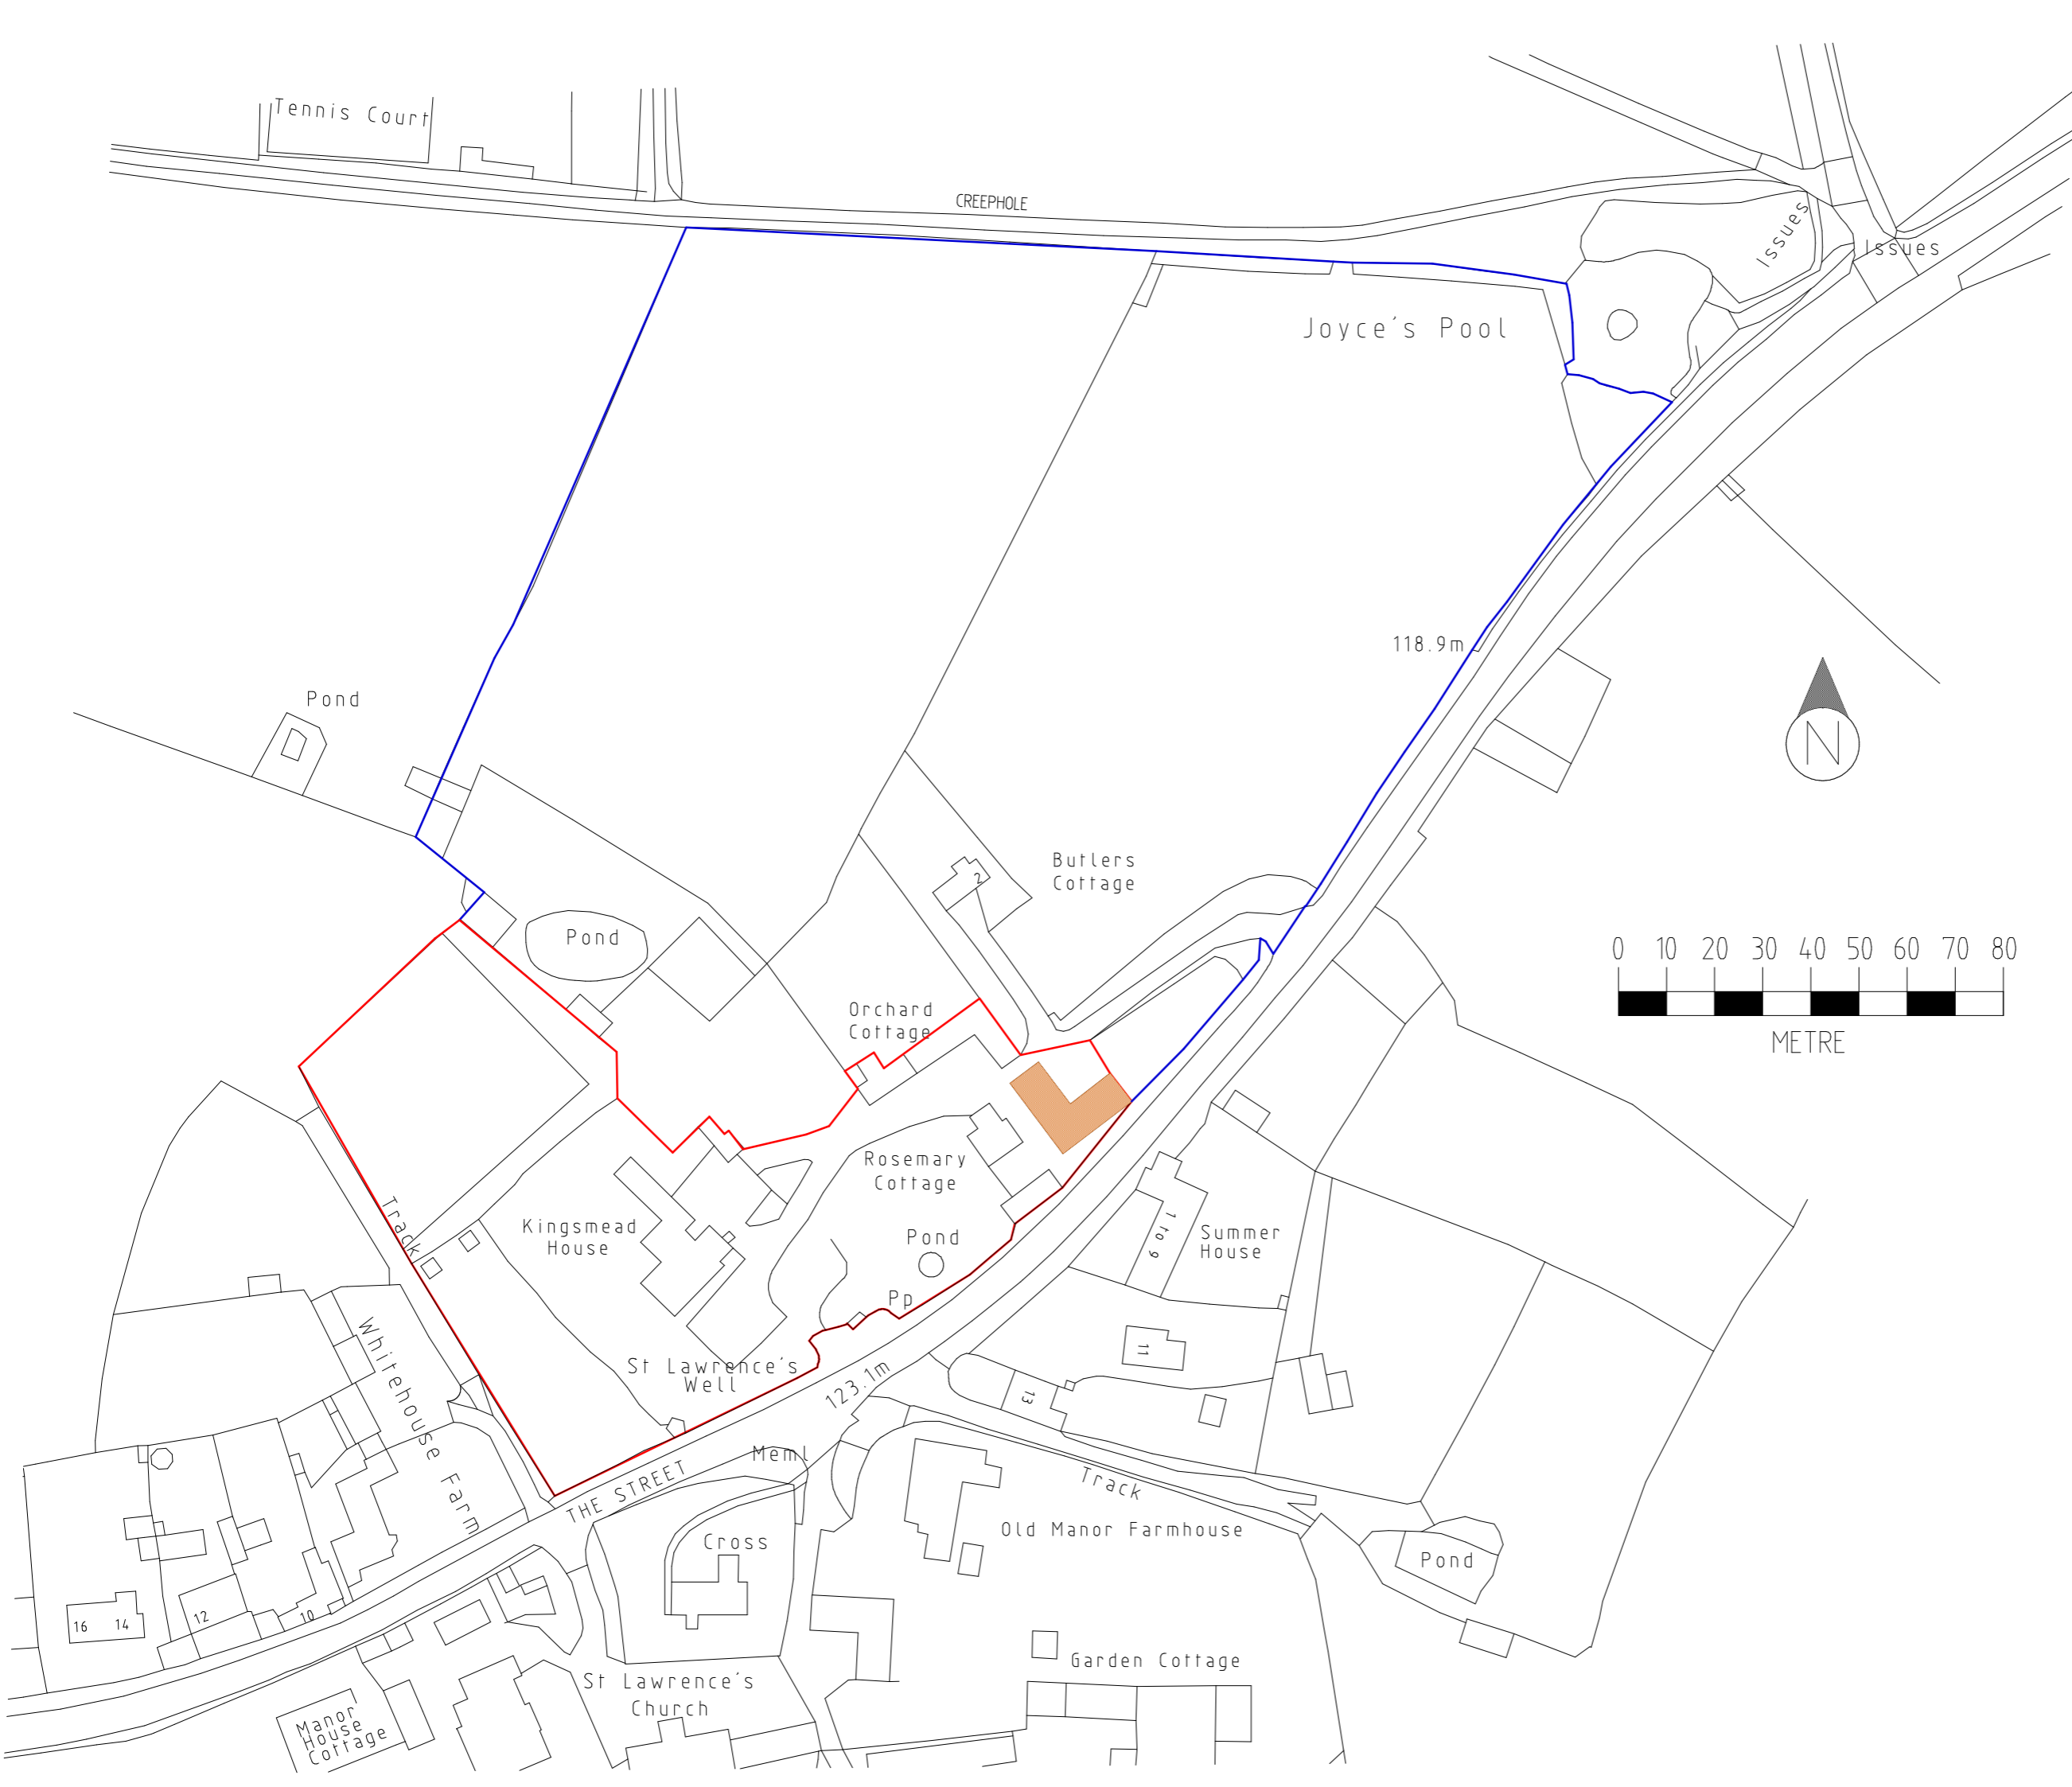 Tennis Court
CREEPHOLE
Issues
Issues
Joyce's Pool
118.9m
N
Pond
Butlers
Cottage
2
Pond
0 10 20 30 40 50 60 70 80
METRE
Orchard
Cottage
Rosemary
Cottage
Track
Kingsmead
House
Pond
1 to 9
Summer
House
Pp
Whitehouse Farm
St Lawrence's
Well
123.1m
11
13
Meml
THE STREET
Track
Cross
Old Manor Farmhouse
Pond
16
14
12
10
Garden Cottage
St Lawrence's
Church
Manor
House
Cottage